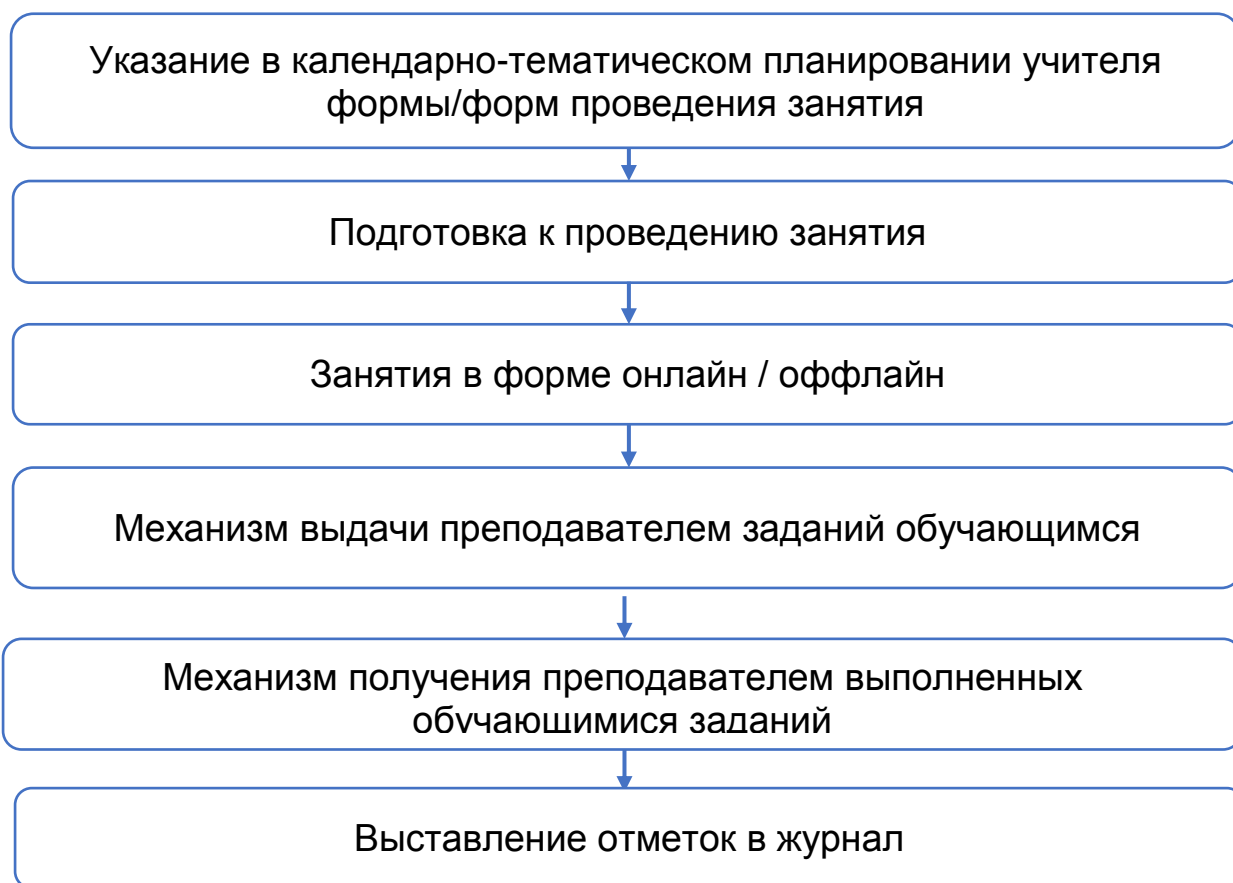 Указание в календарно-тематическом планировании учителя
формы/форм проведения занятия
Подготовка к проведению занятия
Занятия в форме онлайн / оффлайн
Механизм выдачи преподавателем заданий обучающимся
Механизм получения преподавателем выполненных
обучающимися заданий
Выставление отметок в журнал